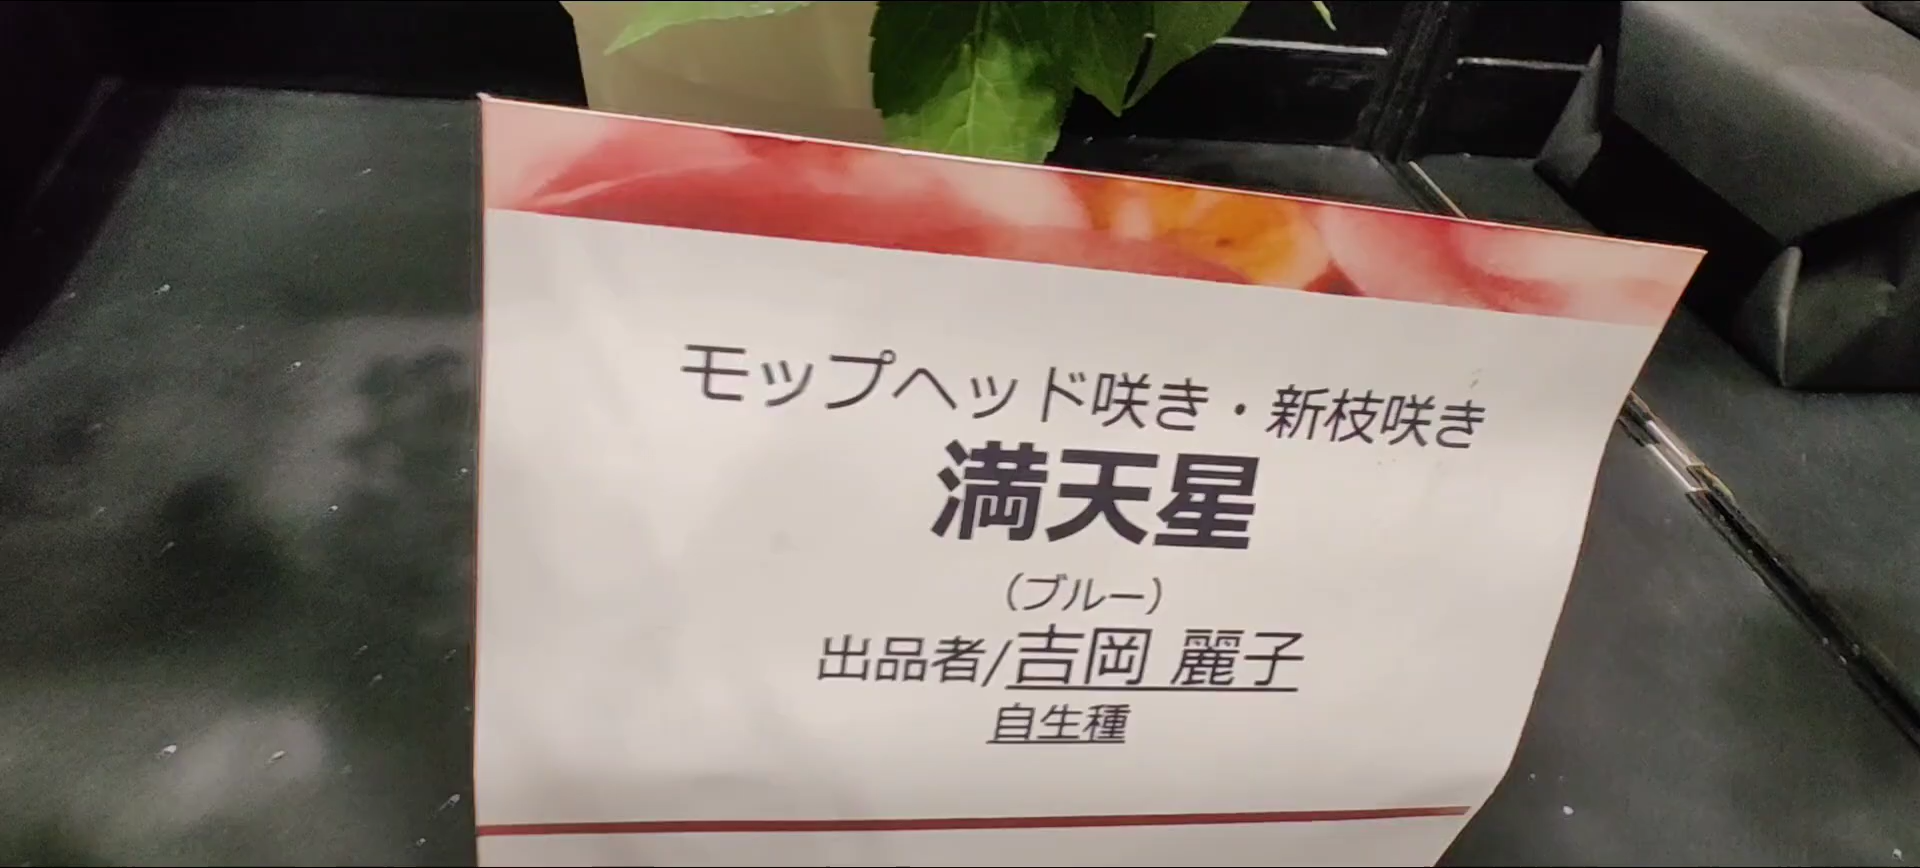 モップヘッド咲き・新枝咲き
満天星
（ブルー）
出品者/吉岡 麗子
自生種